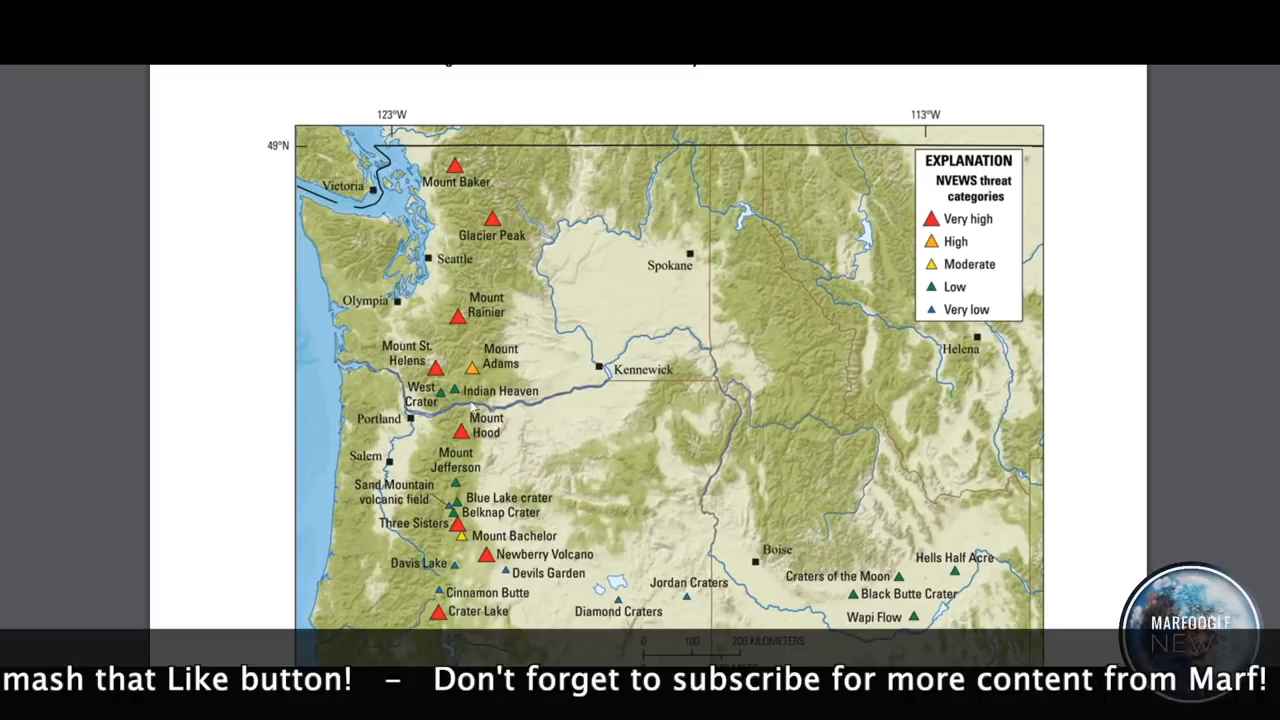 123°W
113°W
49°N
EXPLANATION
NVEWS threat
categories
Very high
High
Moderate
Low
Very low
Mount Baker
Victoria
Glacier Peak
Seattle
Spokane
Olympia
Mount
Rainier
Helena
Mount St.
Helens
Mount
Adams
Kennewick
West
Crater
Indian Heaven
Portland
Mount
Hood
Salem
Mount
Jefferson
Sand Mountain
volcanic field
Blue Lake crater
Belknap Crater
Three Sisters
Mount Bachelor
Newberry Volcano
Boise
Hells Half Acre
Davis Lake
Devils Garden
Craters of the Moon
Jordan Craters
Cinnamon Butte
Black Butte Crater
Diamond Craters
Crater Lake
Wapi Flow
0 100 200 KILOMETERS
MARFOOGLE
NEWS
mash that Like button! - Don't forget to subscribe for more content from Marf!